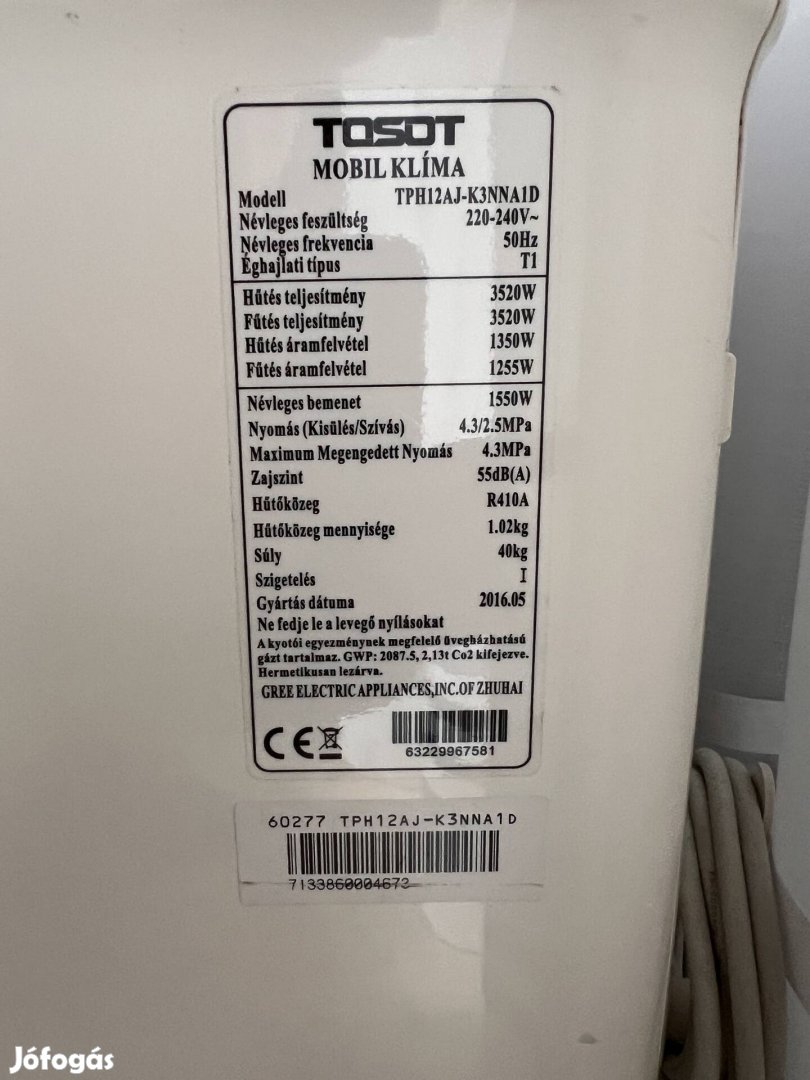 TOSOT
MOBIL KLÍMA
Modell TPH12AJ-K3NNA1D
Névleges feszültség 220-240V~
Névleges frekvencia 50Hz
Éghajlati típus T1
Hűtés teljesítmény 3520W
Fűtés teljesítmény 3520W
Hűtés áramfelvétel 1350W
Fűtés áramfelvétel 1255W
Névleges bemenet 1550W
Nyomás (Kisülés/Szívás) 4.3/2.5MPa
Maximum Megengedett Nyomás 4.3MPa
Zajszint 55dB(A)
Hűtőközeg R410A
Hűtőközeg mennyisége 1.02kg
Súly 40kg
Szigetelés I
Gyártás dátuma 2016.05
Ne fedje le a levegő nyílásokat
A kyotói egyezménynek megfelelő üvegházhatású
gázt tartalmaz. GWP: 2087.5, 2,13t Co2 kifejezve.
Hermetikusan lezárva.
GREE ELECTRIC APPLIANCES,INC.OF ZHUHAI
CE
63229967581
60277 TPH12AJ-K3NNA1D
7133860004673
Jófogás